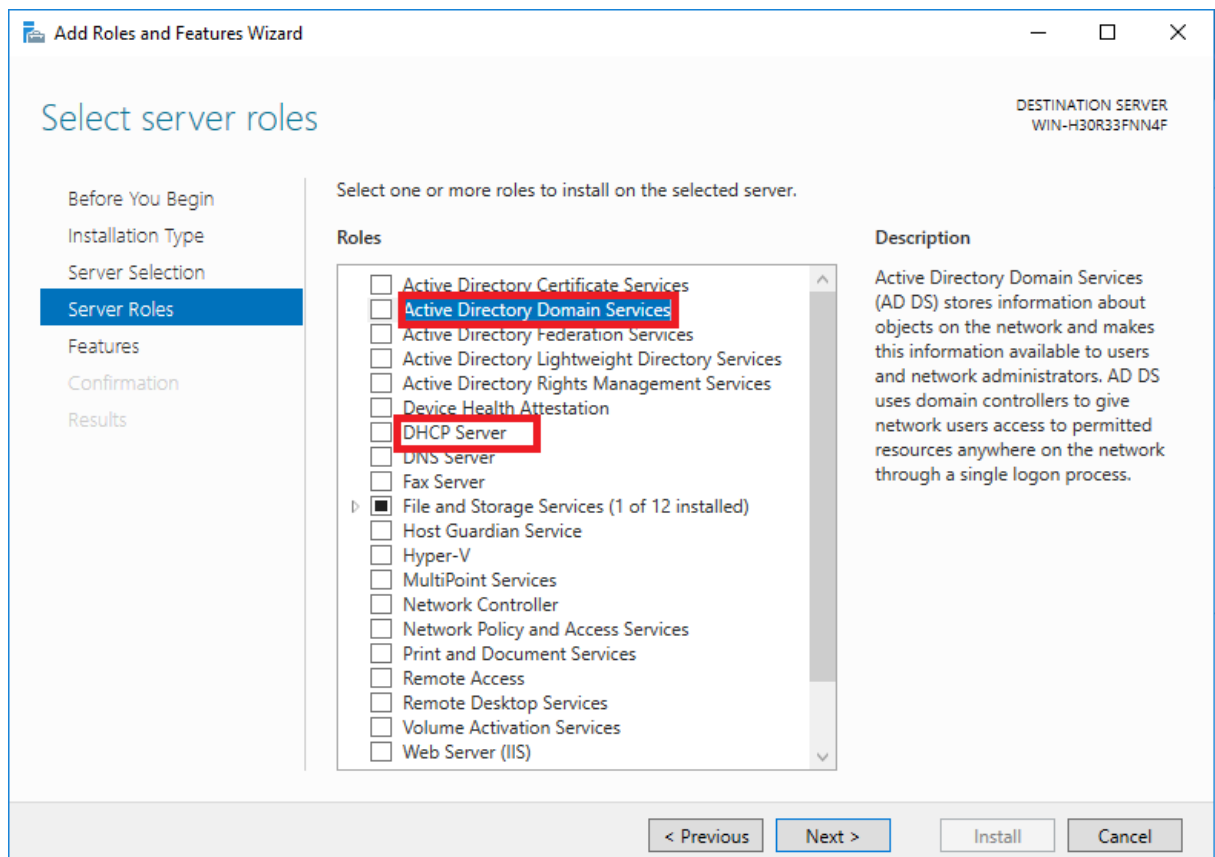 Add Roles and Features Wizard
Select server roles
DESTINATION SERVER
WIN-H30R33FNN4F
Before You Begin
Installation Type
Server Selection
Server Roles
Features
Confirmation
Results
Select one or more roles to install on the selected server.
Roles
Active Directory Certificate Services
Active Directory Domain Services
Active Directory Federation Services
Active Directory Lightweight Directory Services
Active Directory Rights Management Services
Device Health Attestation
DHCP Server
DNS Server
Fax Server
File and Storage Services (1 of 12 installed)
Host Guardian Service
Hyper-V
MultiPoint Services
Network Controller
Network Policy and Access Services
Print and Document Services
Remote Access
Remote Desktop Services
Volume Activation Services
Web Server (IIS)
Description
Active Directory Domain Services
(AD DS) stores information about
objects on the network and makes
this information available to users
and network administrators. AD DS
uses domain controllers to give
network users access to permitted
resources anywhere on the network
through a single logon process.
< Previous
Next >
Install
Cancel